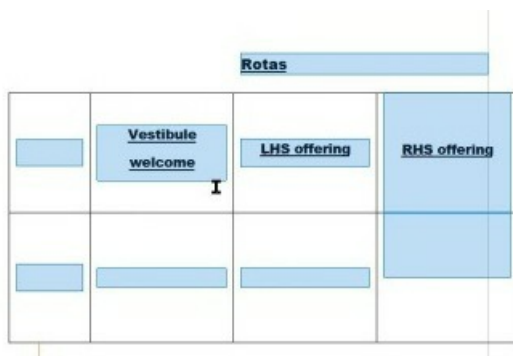 Rotas
Vestibule
welcome
LHS offering
RHS offering